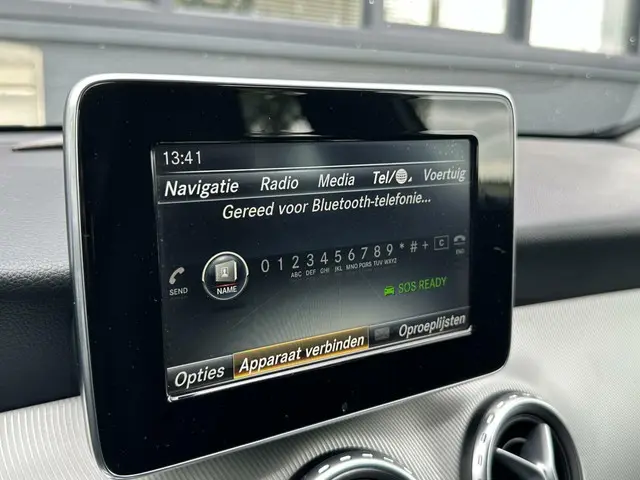 13:41
Navigatie Radio Media Tel/ Voertuig
Gereed voor Bluetooth-telefonie...
SEND NAME 0 1 2 3 4 5 6 7 8 9 * # + C END
ABC DEF GHI JKL MNO PQRS TUV WXYZ
SOS READY
Opties Apparaat verbinden Oproeplijsten